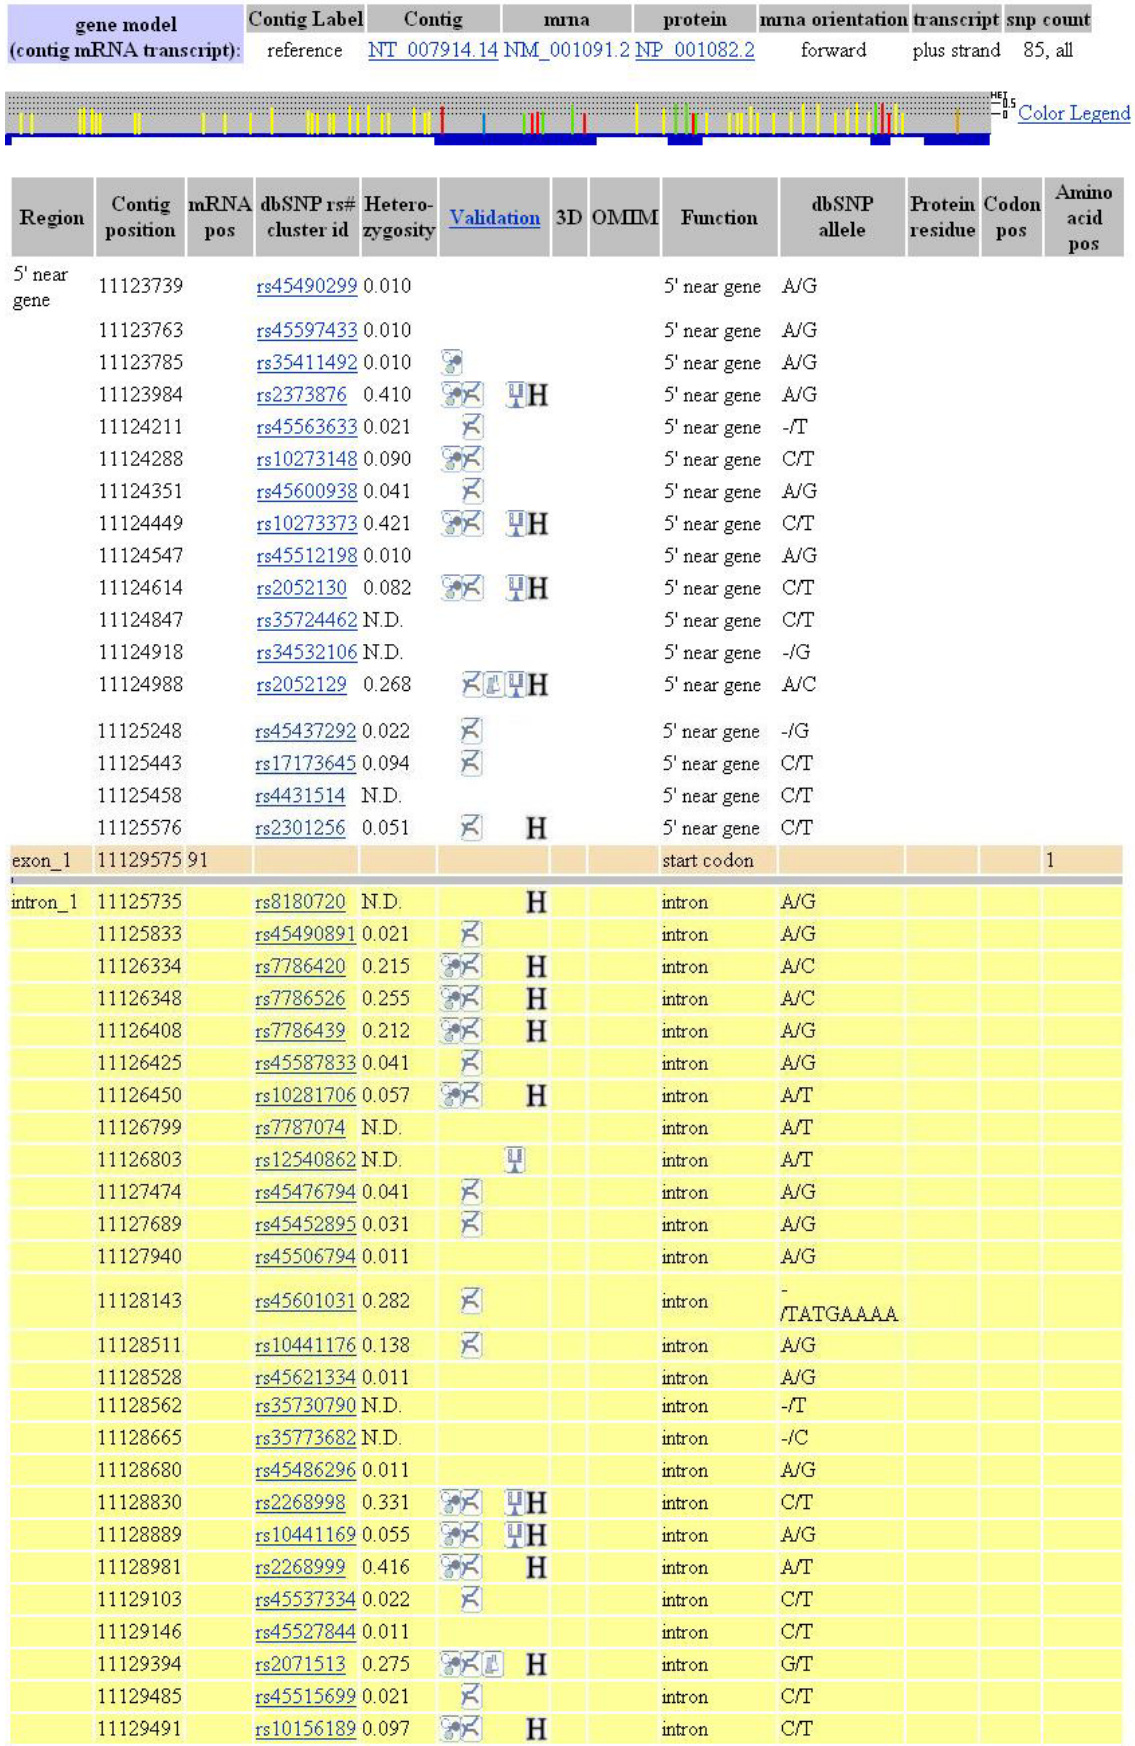 gene model
(contig mRNA transcript):
Contig Label Contig mrna protein mrna orientation transcript snp count
reference NT_007914.14 NM_001091.2 NP_001082.2 forward plus strand 85, all
HET
0.5
0
Color Legend
Region Contig position mRNA pos dbSNP rs# cluster id Hetero-zygosity Validation 3D OMIM Function dbSNP allele Protein residue Codon pos Amino acid pos
5' near gene 11123739 rs45490299 0.010 5' near gene A/G
11123763 rs45597433 0.010 5' near gene A/G
11123785 rs35411492 0.010 5' near gene A/G
11123984 rs2373876 0.410 H 5' near gene A/G
11124211 rs45563633 0.021 5' near gene -/T
11124288 rs10273148 0.090 5' near gene C/T
11124351 rs45600938 0.041 5' near gene A/G
11124449 rs10273373 0.421 H 5' near gene C/T
11124547 rs45512198 0.010 5' near gene A/G
11124614 rs2052130 0.082 H 5' near gene C/T
11124847 rs35724462 N.D. 5' near gene C/T
11124918 rs34532106 N.D. 5' near gene -/G
11124988 rs2052129 0.268 H 5' near gene A/C
11125248 rs45437292 0.022 5' near gene -/G
11125443 rs17173645 0.094 5' near gene C/T
11125458 rs4431514 N.D. 5' near gene C/T
11125576 rs2301256 0.051 H 5' near gene C/T
exon_1 11129575 91 start codon 1
intron_1 11125735 rs8180720 N.D. H intron A/G
11125833 rs45490891 0.021 intron A/G
11126334 rs7786420 0.215 H intron A/C
11126348 rs7786526 0.255 H intron A/C
11126408 rs7786439 0.212 H intron A/G
11126425 rs45587833 0.041 intron A/G
11126450 rs10281706 0.057 H intron A/T
11126799 rs7787074 N.D. intron A/T
11126803 rs12540862 N.D. intron A/T
11127474 rs45476794 0.041 intron A/G
11127689 rs45452895 0.031 intron A/G
11127940 rs45506794 0.011 intron A/G
11128143 rs45601031 0.282 intron -/TATGAAAA
11128511 rs10441176 0.138 intron A/G
11128528 rs45621334 0.011 intron A/G
11128562 rs35730790 N.D. intron -/T
11128665 rs35773682 N.D. intron -/C
11128680 rs45486296 0.011 intron A/G
11128830 rs2268998 0.331 H intron C/T
11128889 rs10441169 0.055 H intron A/G
11128981 rs2268999 0.416 H intron A/T
11129103 rs45537334 0.022 intron C/T
11129146 rs45527844 0.011 intron C/T
11129394 rs2071513 0.275 H intron G/T
11129485 rs45515699 0.021 intron C/T
11129491 rs10156189 0.097 H intron C/T